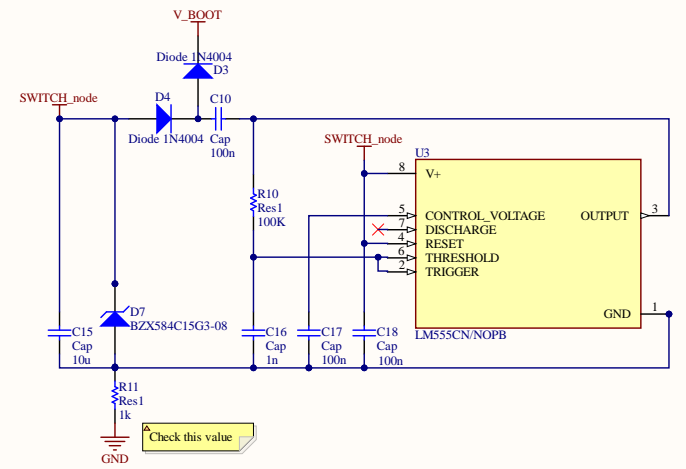 V_BOOT
Diode 1N4004
D3
SWITCH_node
D4
C10
Diode 1N4004
Cap
100n
SWITCH_node
U3
8
V+
R10
Res1
100K
5
CONTROL_VOLTAGE
OUTPUT
3
7
DISCHARGE
4
RESET
6
THRESHOLD
2
TRIGGER
D7
BZX584C15G3-08
GND
1
C15
Cap
10u
C16
Cap
1n
C17
Cap
100n
C18
Cap
100n
LM555CN/NOPB
R11
Res1
1k
Check this value
GND